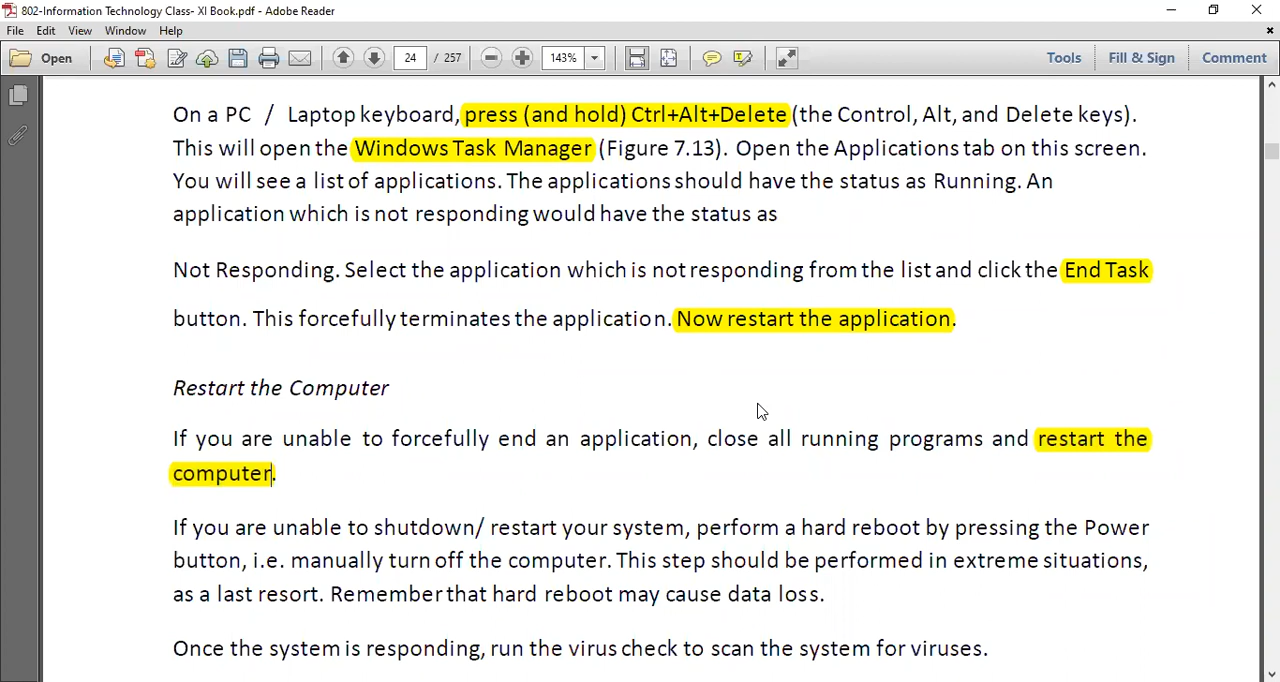 802-Information Technology Class- XI Book.pdf - Adobe Reader
File Edit View Window Help
Open 24 / 257 143% Tools Fill & Sign Comment
On a PC / Laptop keyboard, press (and hold) Ctrl+Alt+Delete (the Control, Alt, and Delete keys).
This will open the Windows Task Manager (Figure 7.13). Open the Applications tab on this screen.
You will see a list of applications. The applications should have the status as Running. An
application which is not responding would have the status as
Not Responding. Select the application which is not responding from the list and click the End Task
button. This forcefully terminates the application. Now restart the application.
Restart the Computer
If you are unable to forcefully end an application, close all running programs and restart the
computer.
If you are unable to shutdown/ restart your system, perform a hard reboot by pressing the Power
button, i.e. manually turn off the computer. This step should be performed in extreme situations,
as a last resort. Remember that hard reboot may cause data loss.
Once the system is responding, run the virus check to scan the system for viruses.